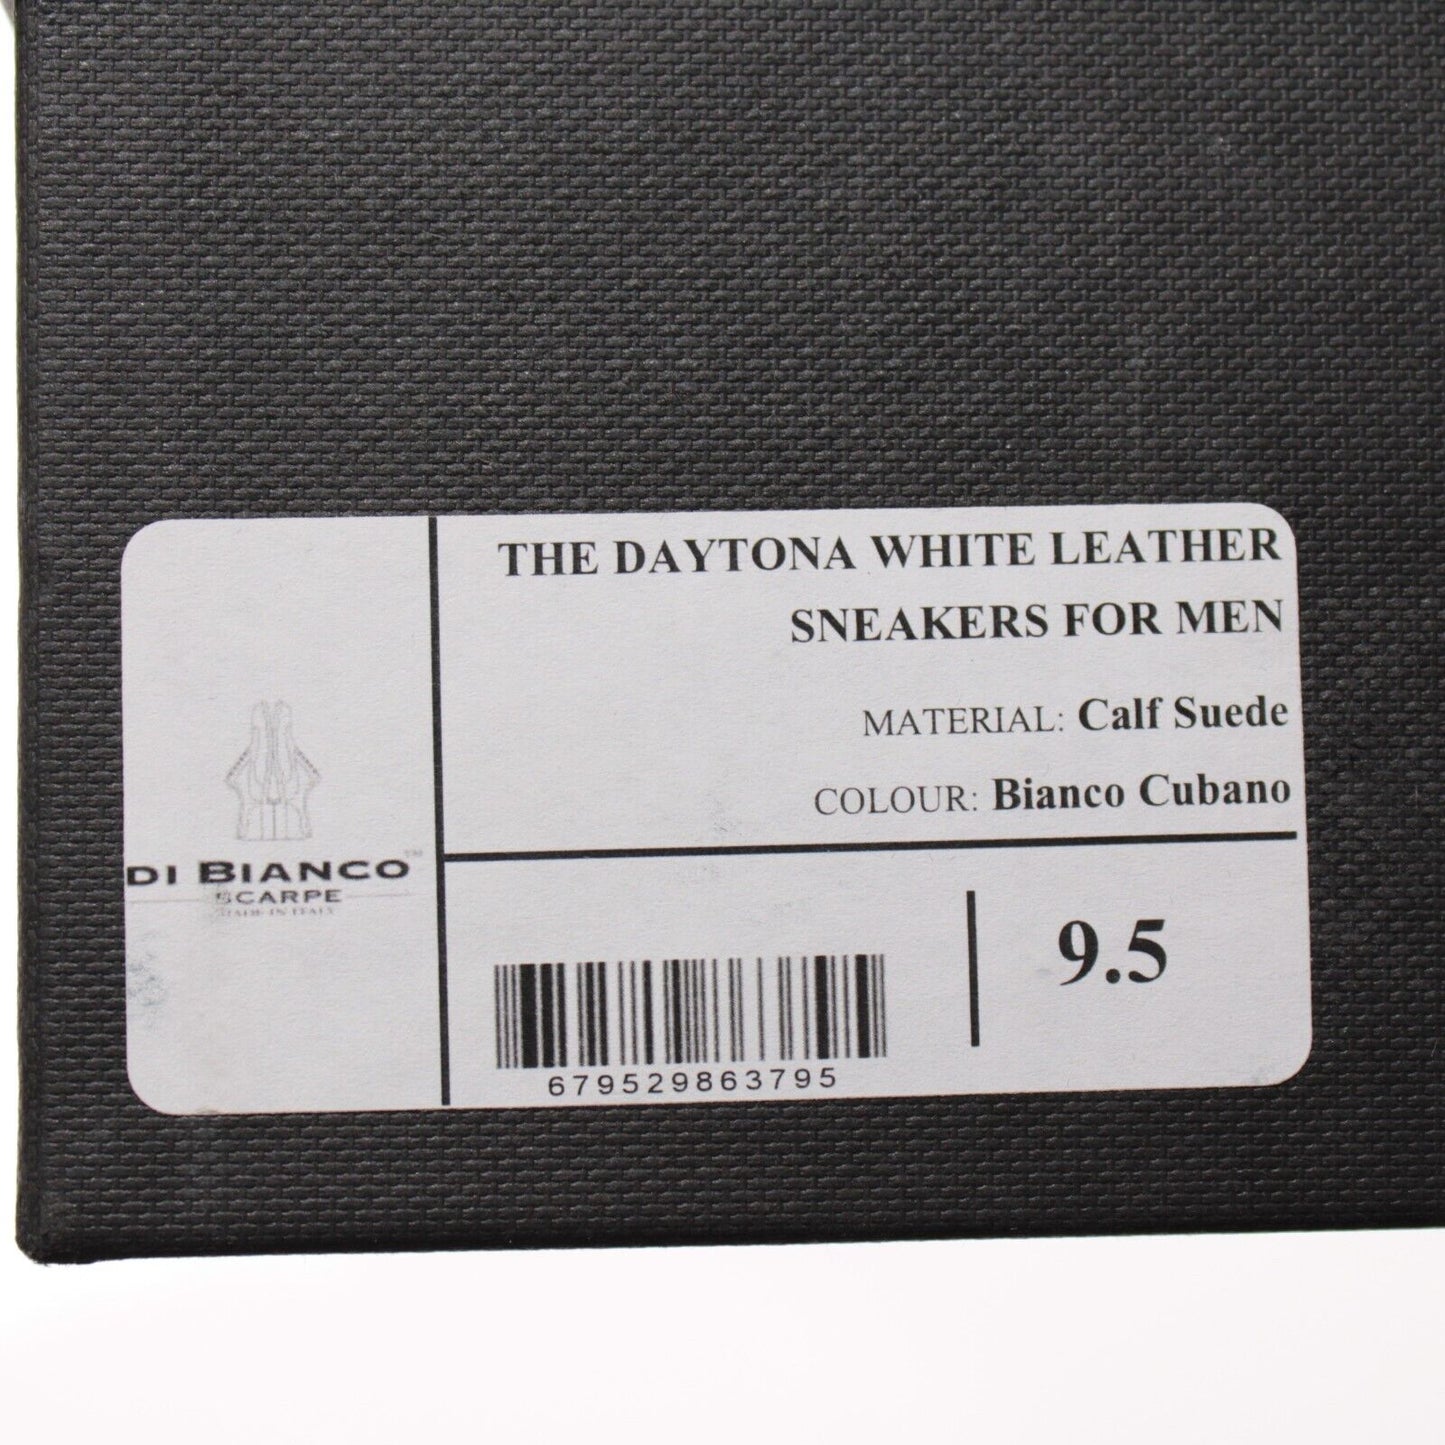 THE DAYTONA WHITE LEATHER
SNEAKERS FOR MEN
MATERIAL: Calf Suede
COLOUR: Bianco Cubano
DI BIANCO™
SCARPE
MADE IN ITALY
9.5
679529863795